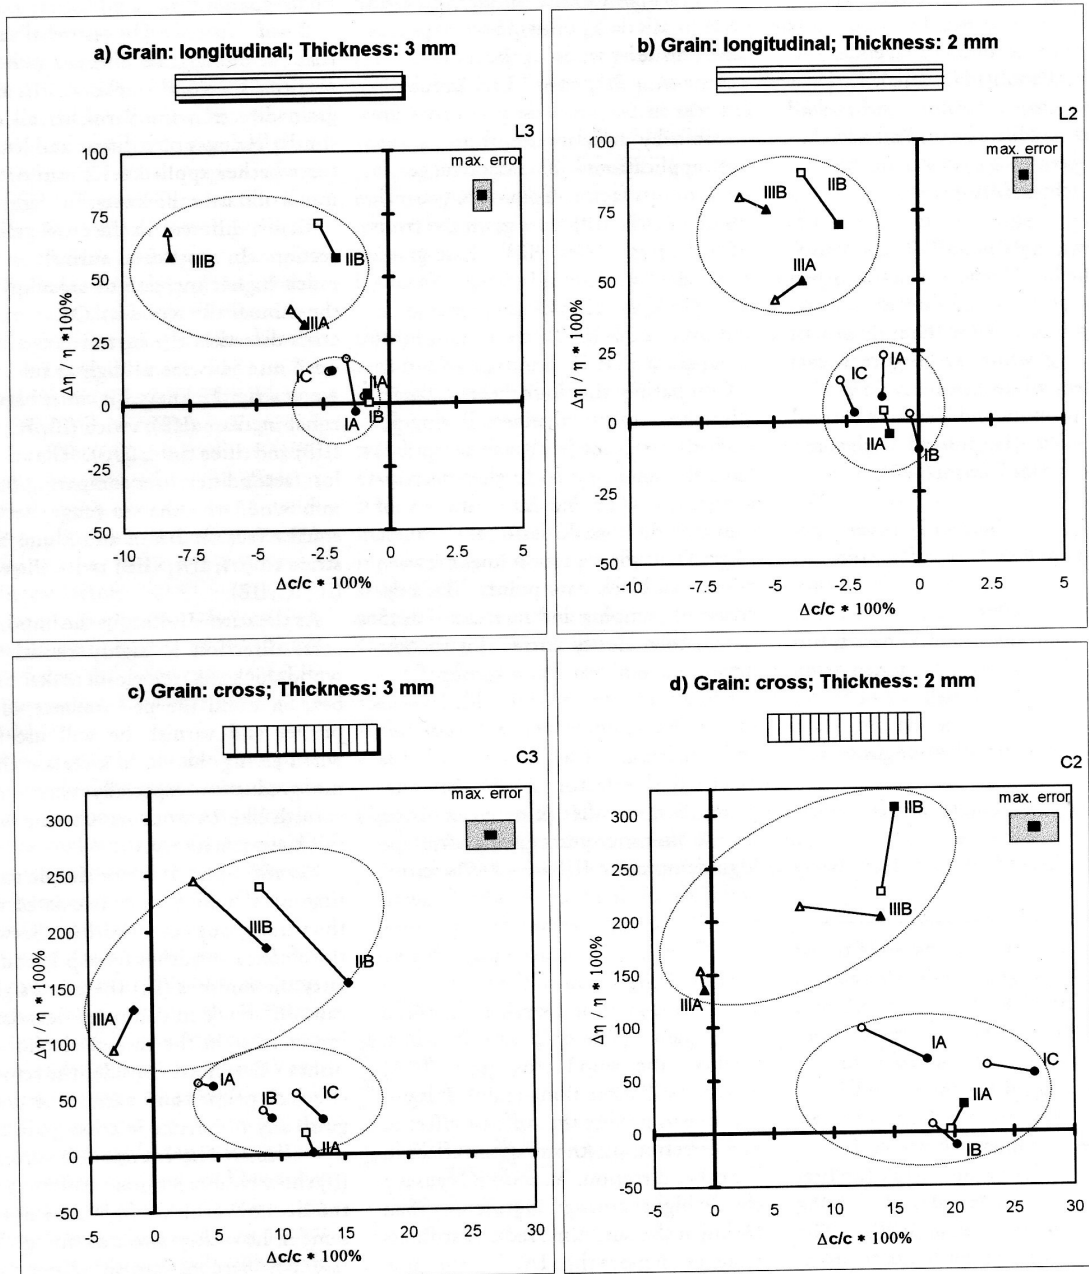 a) Grain: longitudinal; Thickness: 3 mm
L3
max. error
100
75
50
25
0
-25
-50
Δη / η *100%
IIIB
IIB
IIIA
IC
IIA
IA
IB
-10
-5
-2.5
0
2.5
5
Δc/c * 100%
b) Grain: longitudinal; Thickness: 2 mm
L2
max. error
100
75
50
25
0
-25
-50
Δη / η *100%
IIIB
IIB
IIIA
IA
IC
IIA
IB
-10
-5
-2.5
0
2.5
5
Δc/c * 100%
c) Grain: cross; Thickness: 3 mm
C3
max. error
300
250
200
150
100
50
0
-50
Δη / η * 100%
IIIB
IIB
IIIA
IA
IB
IC
IIA
-5
0
5
10
15
20
25
30
Δc/c * 100%
d) Grain: cross; Thickness: 2 mm
C2
max. error
300
250
200
150
100
50
0
-50
Δη / η * 100%
IIB
IIIB
IIIA
IA
IC
IIA
IB
-5
0
5
10
15
20
25
30
Δc/c * 100%